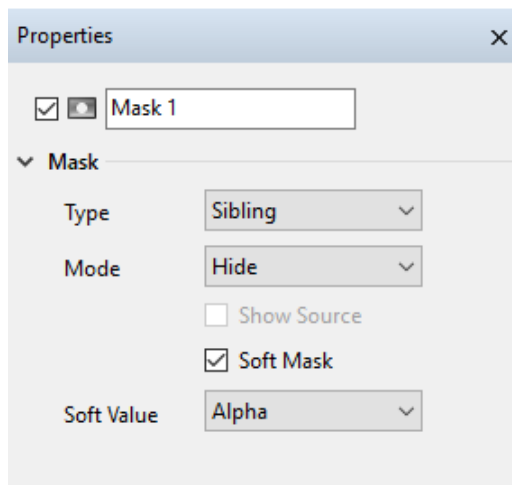 Properties
Mask 1
Mask
Type Sibling
Mode Hide
Show Source
Soft Mask
Soft Value Alpha